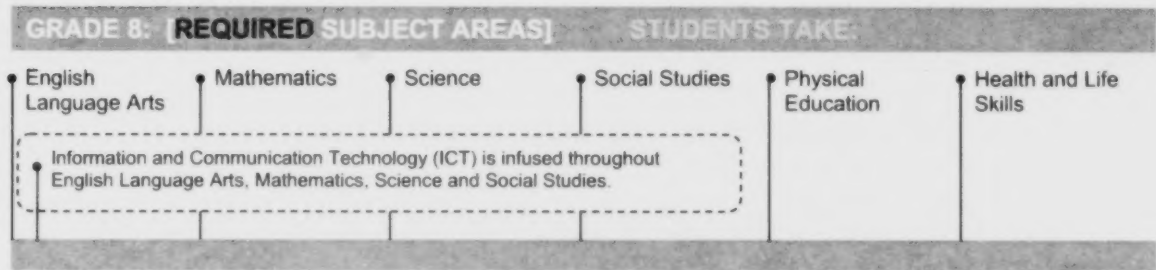 GRADE 8: [REQUIRED SUBJECT AREAS] STUDENTS TAKE:
English
Language Arts
Mathematics
Science
Social Studies
Physical
Education
Health and Life
Skills
Information and Communication Technology (ICT) is infused throughout
English Language Arts, Mathematics, Science and Social Studies.